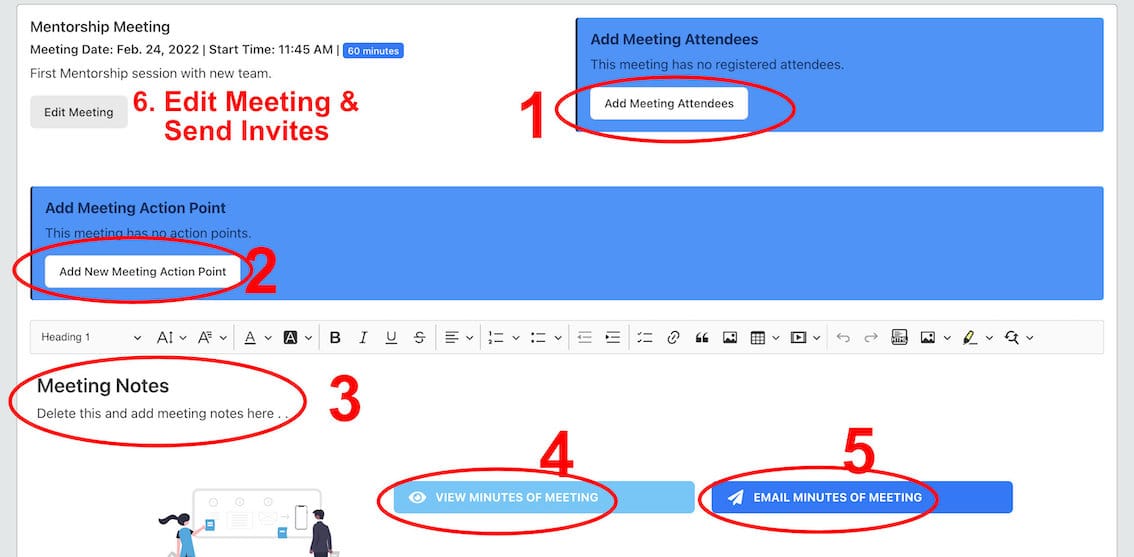 Mentorship Meeting
Meeting Date: Feb. 24, 2022 | Start Time: 11:45 AM | 60 minutes
First Mentorship session with new team.
Edit Meeting
6. Edit Meeting &
Send Invites
1
Add Meeting Attendees
This meeting has no registered attendees.
Add Meeting Attendees
Add Meeting Action Point
This meeting has no action points.
Add New Meeting Action Point
2
Heading 1
Meeting Notes
Delete this and add meeting notes here . .
3
4
VIEW MINUTES OF MEETING
5
EMAIL MINUTES OF MEETING